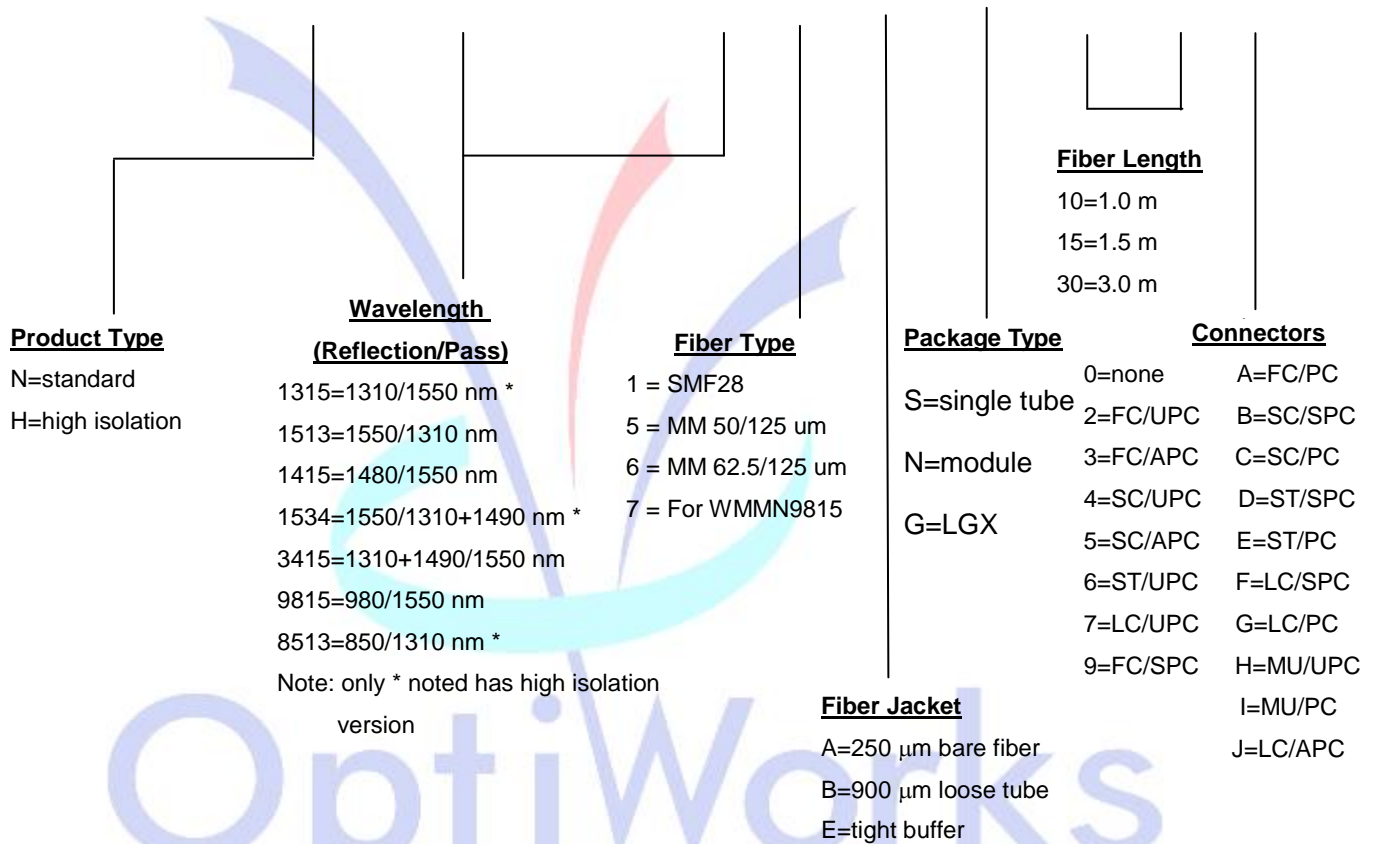 Fiber Length
10=1.0 m
15=1.5 m
30=3.0 m
Product Type
N=standard
H=high isolation
Wavelength
(Reflection/Pass)
1315=1310/1550 nm *
1513=1550/1310 nm
1415=1480/1550 nm
1534=1550/1310+1490 nm *
3415=1310+1490/1550 nm
9815=980/1550 nm
8513=850/1310 nm *
Note: only * noted has high isolation
version
Fiber Type
1 = SMF28
5 = MM 50/125 um
6 = MM 62.5/125 um
7 = For WMMN9815
Package Type
S=single tube
N=module
G=LGX
Connectors
0=none A=FC/PC
2=FC/UPC B=SC/SPC
3=FC/APC C=SC/PC
4=SC/UPC D=ST/SPC
5=SC/APC E=ST/PC
6=ST/UPC F=LC/SPC
7=LC/UPC G=LC/PC
9=FC/SPC H=MU/UPC
I=MU/PC
J=LC/APC
Fiber Jacket
A=250 μm bare fiber
B=900 μm loose tube
E=tight buffer
OptiWorks